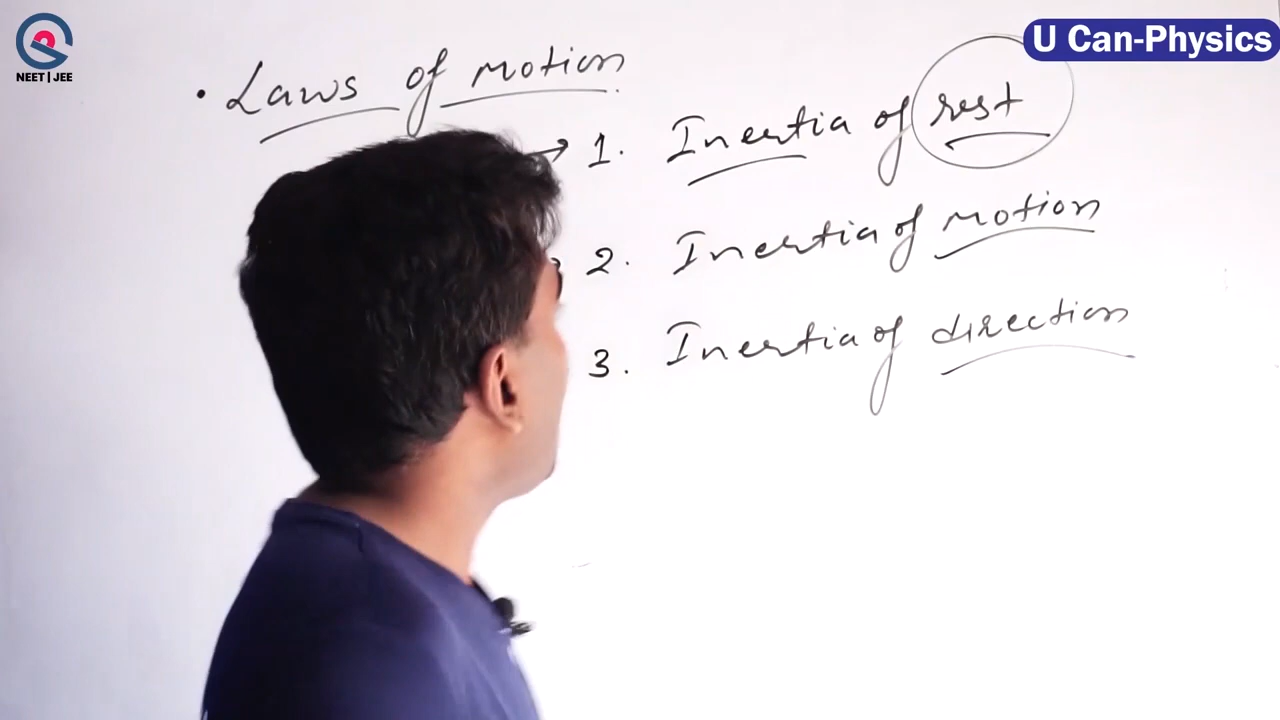 NEET | JEE
U Can-Physics
• Laws of motion
→ 1. Inertia of rest
2. Inertia of motion
3. Inertia of direction